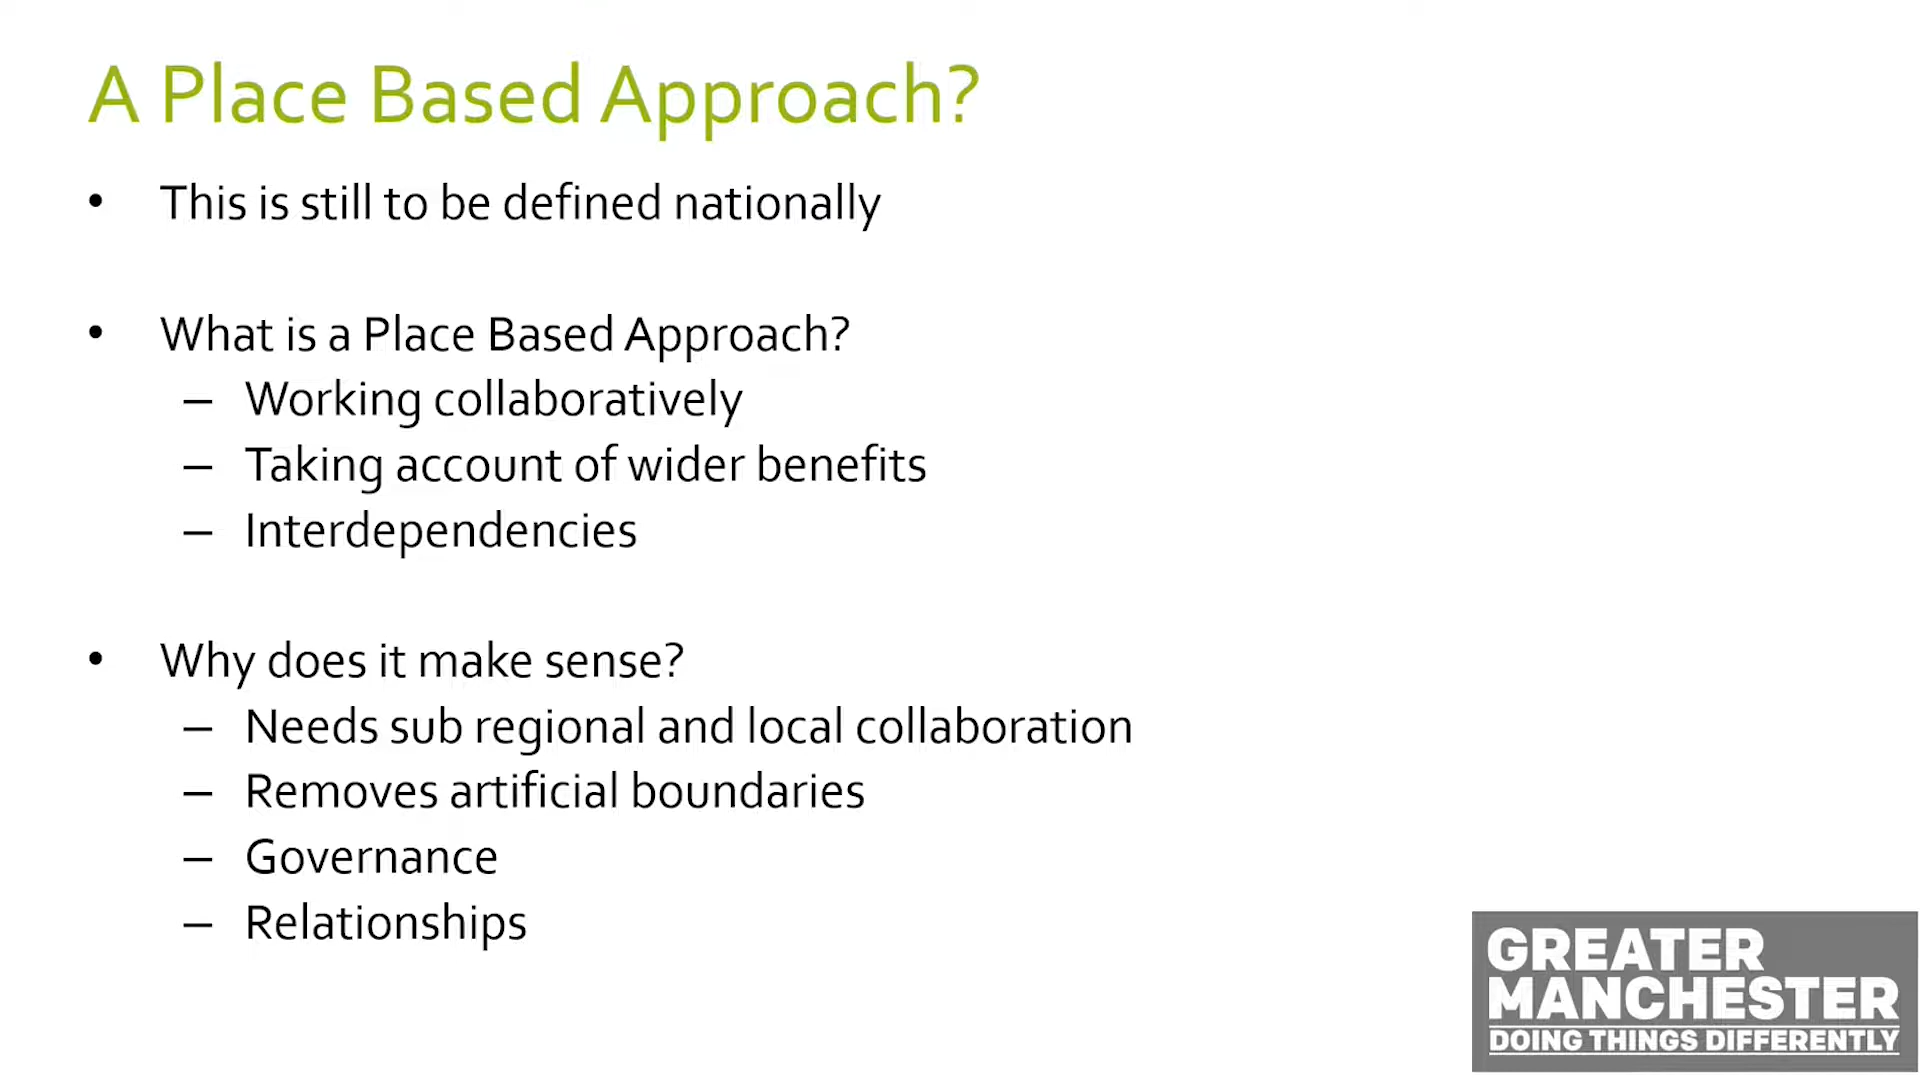 A Place Based Approach?
• This is still to be defined nationally
• What is a Place Based Approach?
– Working collaboratively
– Taking account of wider benefits
– Interdependencies
• Why does it make sense?
– Needs sub regional and local collaboration
– Removes artificial boundaries
– Governance
– Relationships
GREATER
MANCHESTER
DOING THINGS DIFFERENTLY